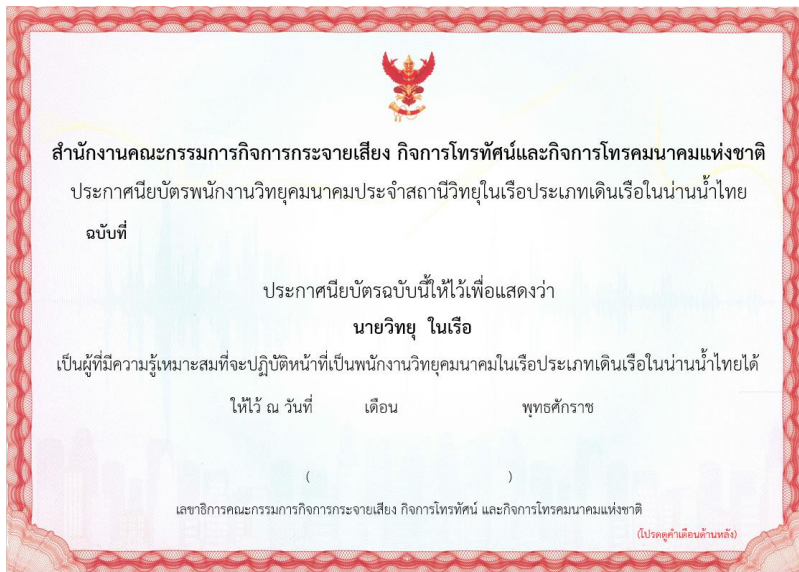 สำนักงานคณะกรรมการกิจการกระจายเสียง กิจการโทรทัศน์และกิจการโทรคมนาคมแห่งชาติ
ประกาศนียบัตรพนักงานวิทยุคมนาคมประจำสถานีวิทยุในเรือประเภทเดินเรือในน่านน้ำไทย
ฉบับที่
ประกาศนียบัตรฉบับนี้ให้ไว้เพื่อแสดงว่า
นายวิทยุ ในเรือ
เป็นผู้ที่มีความรู้เหมาะสมที่จะปฏิบัติหน้าที่เป็นพนักงานวิทยุคมนาคมในเรือประเภทเดินเรือในน่านน้ำไทยได้
ให้ไว้ ณ วันที่ เดือน พุทธศักราช
( )
เลขาธิการคณะกรรมการกิจการกระจายเสียง กิจการโทรทัศน์ และกิจการโทรคมนาคมแห่งชาติ
(โปรดดูคำเตือนด้านหลัง)